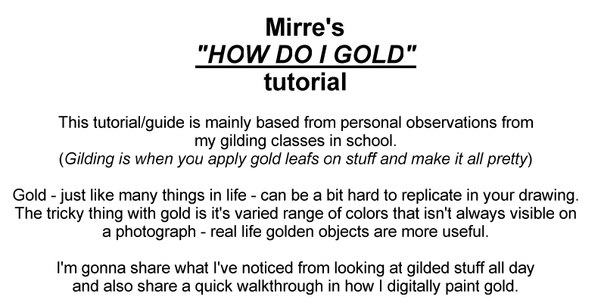 Mirre's
"HOW DO I GOLD"
tutorial
This tutorial/guide is mainly based from personal observations from
my gilding classes in school.
(Gilding is when you apply gold leafs on stuff and make it all pretty)
Gold - just like many things in life - can be a bit hard to replicate in your drawing.
The tricky thing with gold is it's varied range of colors that isn't always visible on
a photograph - real life golden objects are more useful.
I'm gonna share what I've noticed from looking at gilded stuff all day
and also share a quick walkthrough in how I digitally paint gold.